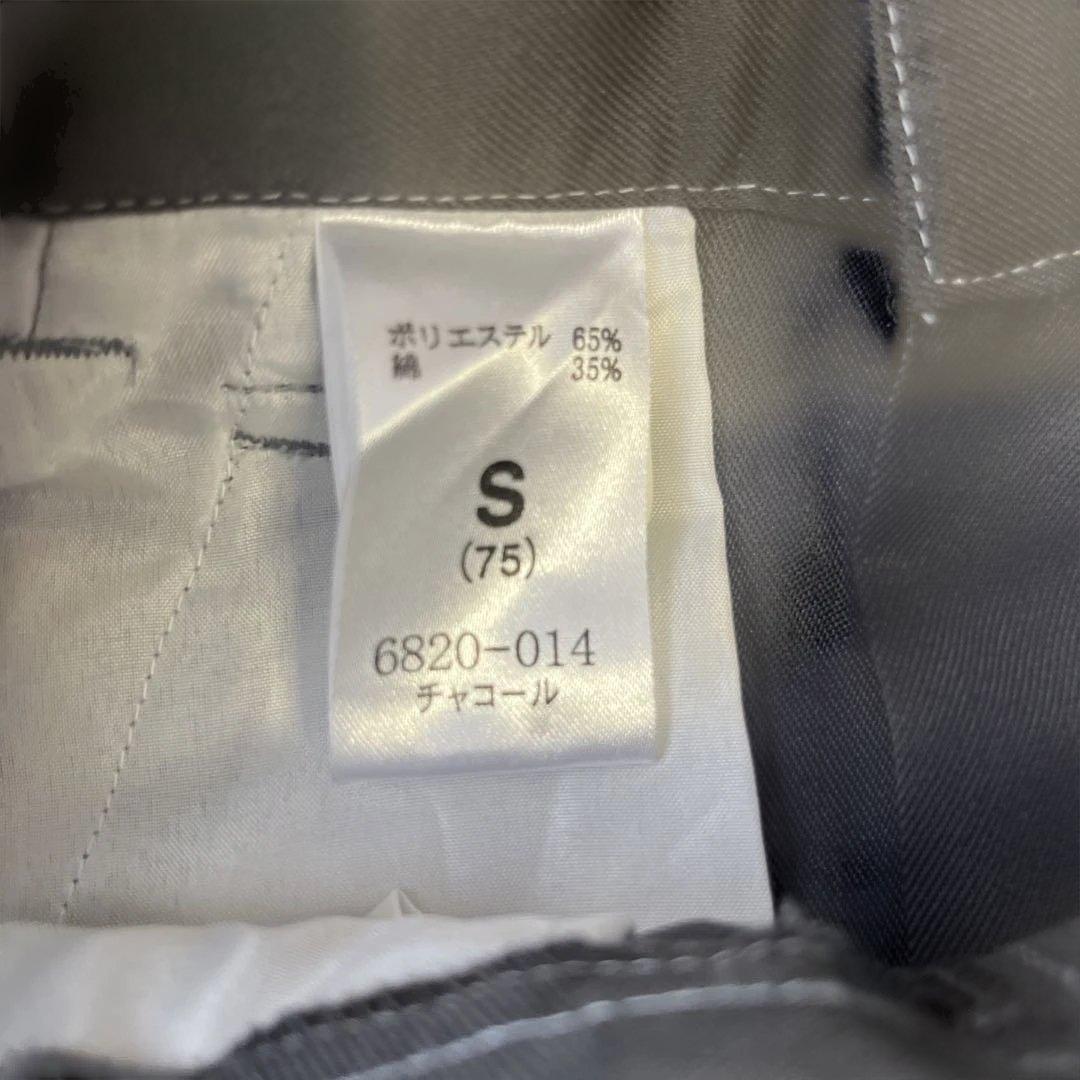 ポリエステル 65%
綿 35%
S
(75)
6820-014
チャコール